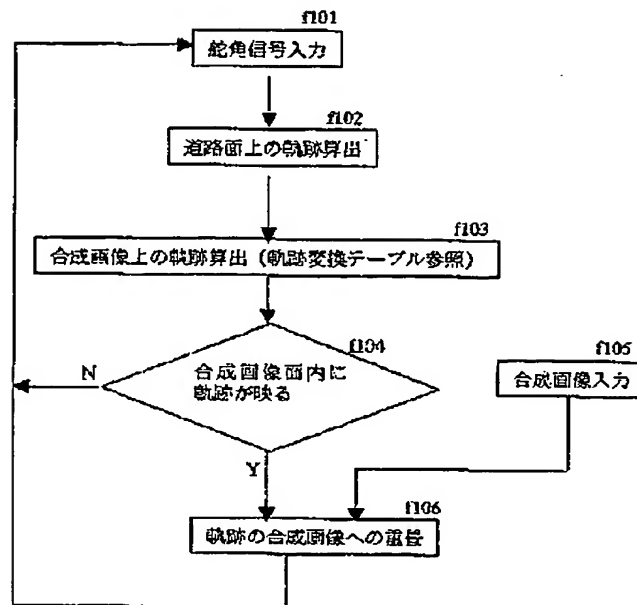 f101
舵角信号入力
f102
道路面上の軌跡算出
f103
合成画像上の軌跡算出（軌跡変換テーブル参照）
f104
合成画像面内に
軌跡が映る
N
Y
f105
合成画像入力
f106
軌跡の合成画像への重畳